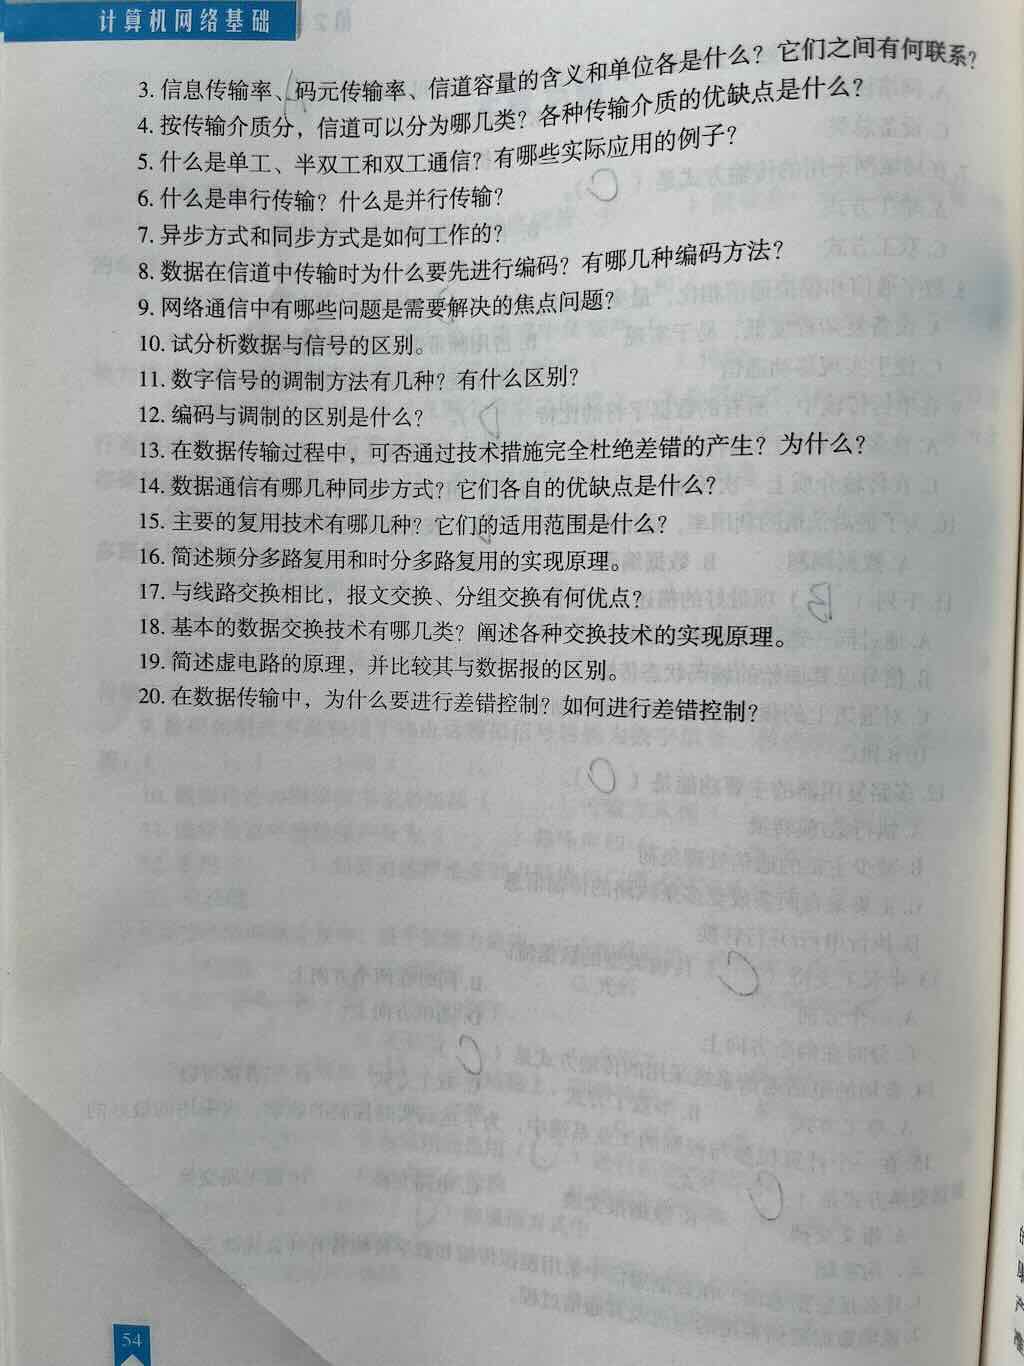 计算机网络基础
3. 信息传输率、码元传输率、信道容量的含义和单位各是什么？它们之间有何联系？
4. 按传输介质分，信道可以分为哪几类？各种传输介质的优缺点是什么？
5. 什么是单工、半双工和双工通信？有哪些实际应用的例子？
6. 什么是串行传输？什么是并行传输？
7. 异步方式和同步方式是如何工作的？
8. 数据在信道中传输时为什么要先进行编码？有哪几种编码方法？
9. 网络通信中有哪些问题是需要解决的焦点问题？
10. 试分析数据与信号的区别。
11. 数字信号的调制方法有几种？有什么区别？
12. 编码与调制的区别是什么？
13. 在数据传输过程中，可否通过技术措施完全杜绝差错的产生？为什么？
14. 数据通信有哪几种同步方式？它们各自的优缺点是什么？
15. 主要的复用技术有哪几种？它们的适用范围是什么？
16. 简述频分多路复用和时分多路复用的实现原理。
17. 与线路交换相比，报文交换、分组交换有何优点？
18. 基本的数据交换技术有哪几类？阐述各种交换技术的实现原理。
19. 简述虚电路的原理，并比较其与数据报的区别。
20. 在数据传输中，为什么要进行差错控制？如何进行差错控制？
54